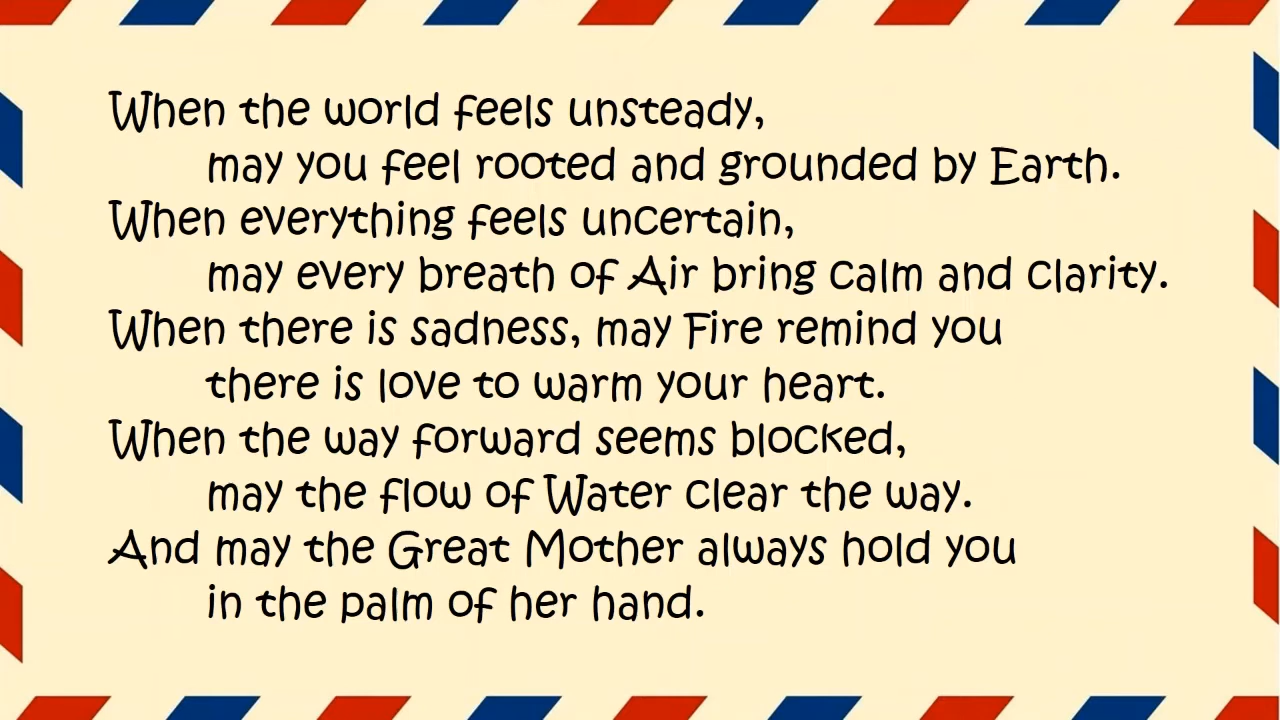 When the world feels unsteady,
may you feel rooted and grounded by Earth.
When everything feels uncertain,
may every breath of Air bring calm and clarity.
When there is sadness, may Fire remind you
there is love to warm your heart.
When the way forward seems blocked,
may the flow of Water clear the way.
And may the Great Mother always hold you
in the palm of her hand.